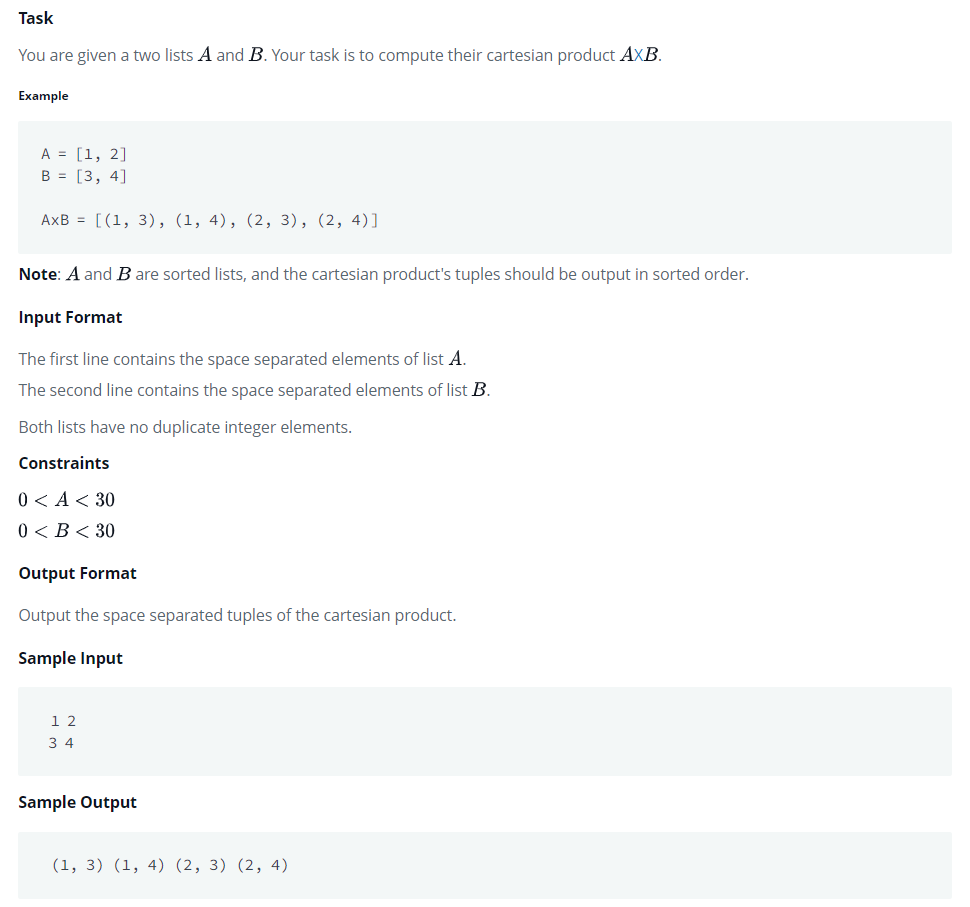 Task
You are given a two lists A and B. Your task is to compute their cartesian product AXB.
Example
A = [1, 2]
B = [3, 4]
AxB = [(1, 3), (1, 4), (2, 3), (2, 4)]
Note: A and B are sorted lists, and the cartesian product's tuples should be output in sorted order.
Input Format
The first line contains the space separated elements of list A.
The second line contains the space separated elements of list B.
Both lists have no duplicate integer elements.
Constraints
0 < A < 30
0 < B < 30
Output Format
Output the space separated tuples of the cartesian product.
Sample Input
1 2
3 4
Sample Output
(1, 3) (1, 4) (2, 3) (2, 4)